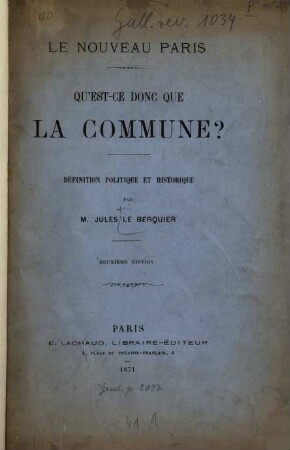 Gall. rev. 1034
LE NOUVEAU PARIS
QU'EST-CE DONC QUE
LA COMMUNE?
DÉFINITION POLITIQUE ET HISTORIQUE
PAR
M. JULES LE BERQUIER
DEUXIÈME ÉDITION
PARIS
E. LACHAUD, LIBRAIRE-ÉDITEUR
4, PLACE DU THÉATRE-FRANÇAIS, 4
1871